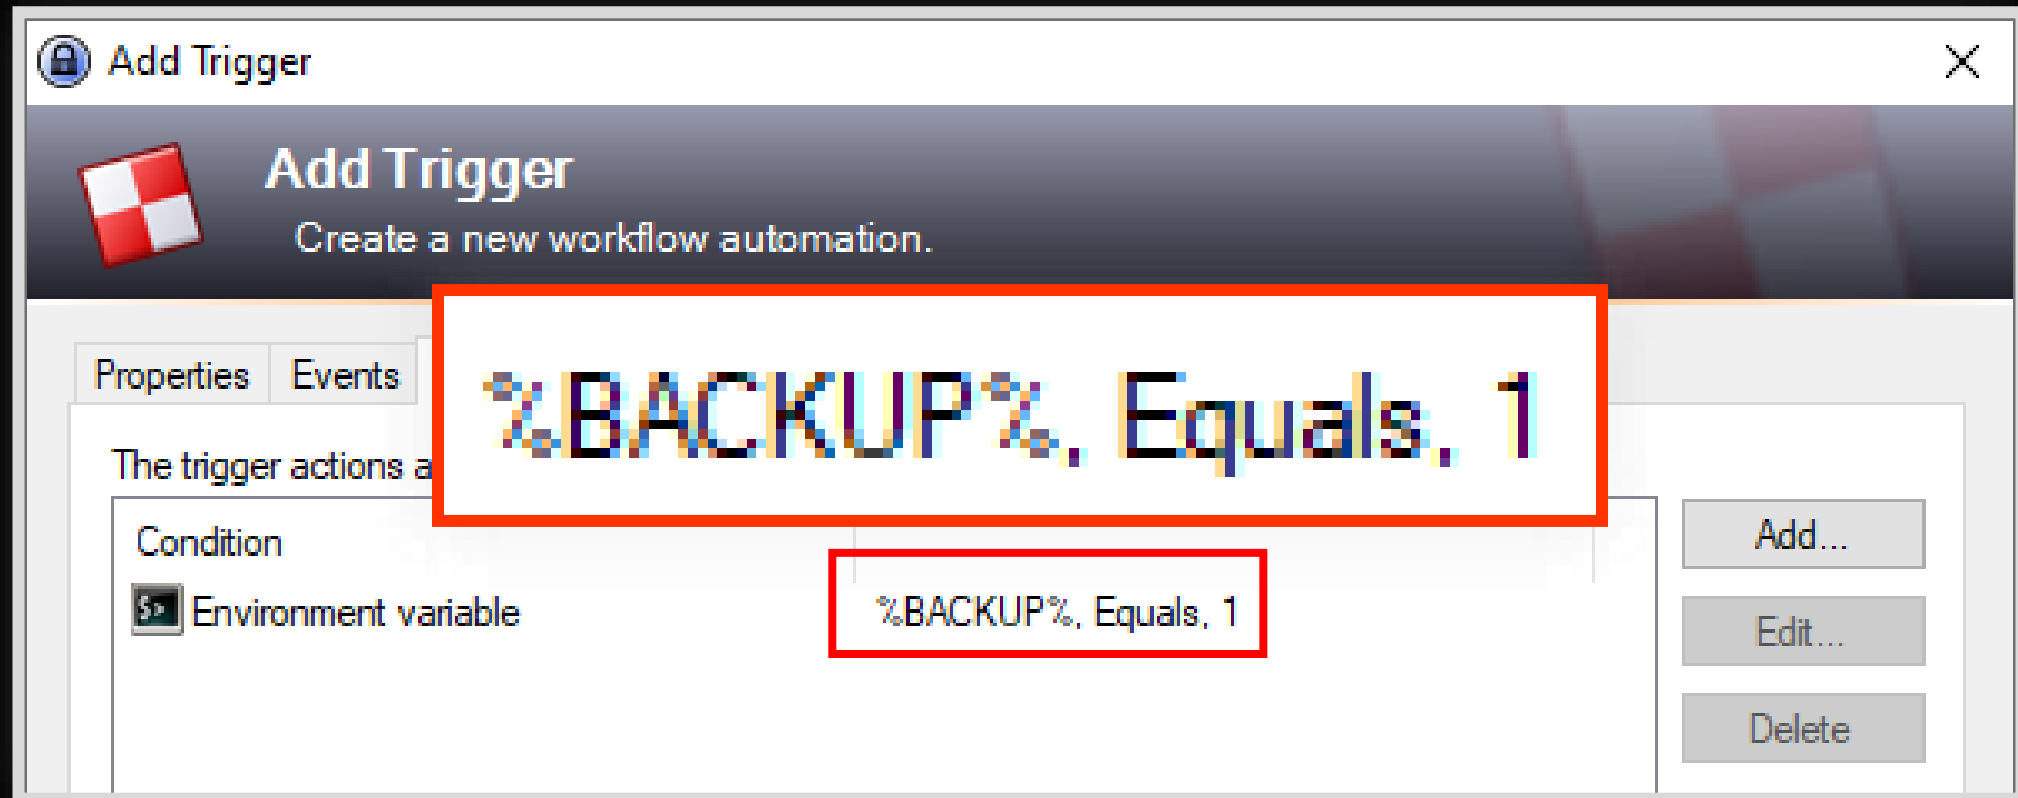 Add Trigger
Add Trigger
Create a new workflow automation.
Properties Events
%BACKUP%, Equals, 1
The trigger actions a
Condition
Add...
Environment variable %BACKUP%, Equals, 1
Edit...
Delete